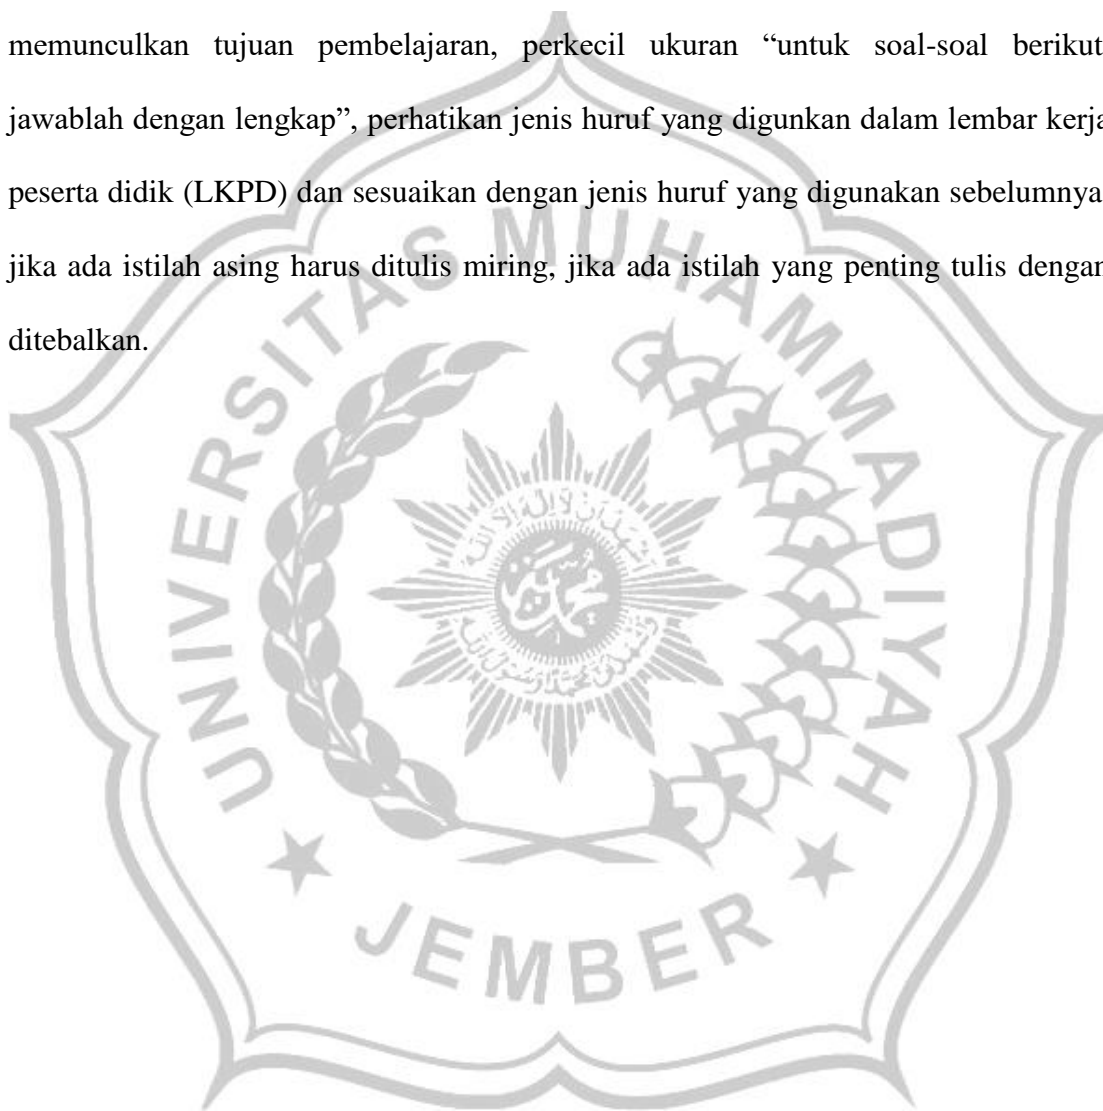 memunculkan tujuan pembelajaran, perkecil ukuran “untuk soal-soal berikut
jawablah dengan lengkap”, perhatikan jenis huruf yang digunkan dalam lembar kerja
peserta didik (LKPD) dan sesuaikan dengan jenis huruf yang digunakan sebelumnya
jika ada istilah asing harus ditulis miring, jika ada istilah yang penting tulis dengan
ditebalkan.
UNIVERSITAS MUHAMMADIYAH
JEMBER